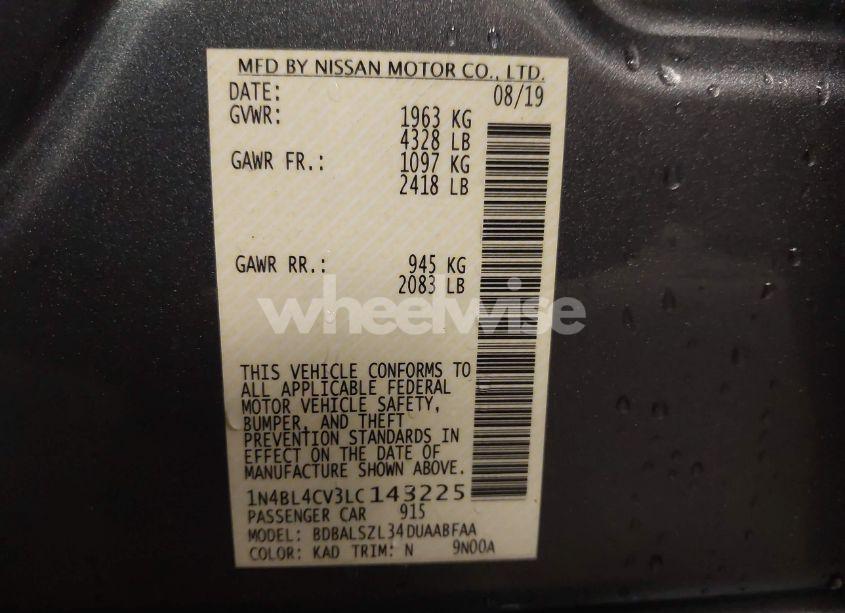 MFD BY NISSAN MOTOR CO., LTD.
DATE: 08/19
GVWR: 1963 KG
4328 LB
GAWR FR.: 1097 KG
2418 LB
GAWR RR.: 945 KG
2083 LB
wheelwise
THIS VEHICLE CONFORMS TO
ALL APPLICABLE FEDERAL
MOTOR VEHICLE SAFETY,
BUMPER, AND THEFT
PREVENTION STANDARDS IN
EFFECT ON THE DATE OF
MANUFACTURE SHOWN ABOVE.
1N4BL4CV3LC143225
PASSENGER CAR 915
MODEL: BDBALSZL34DUAABFAA
COLOR: KAD TRIM: N 9N00A